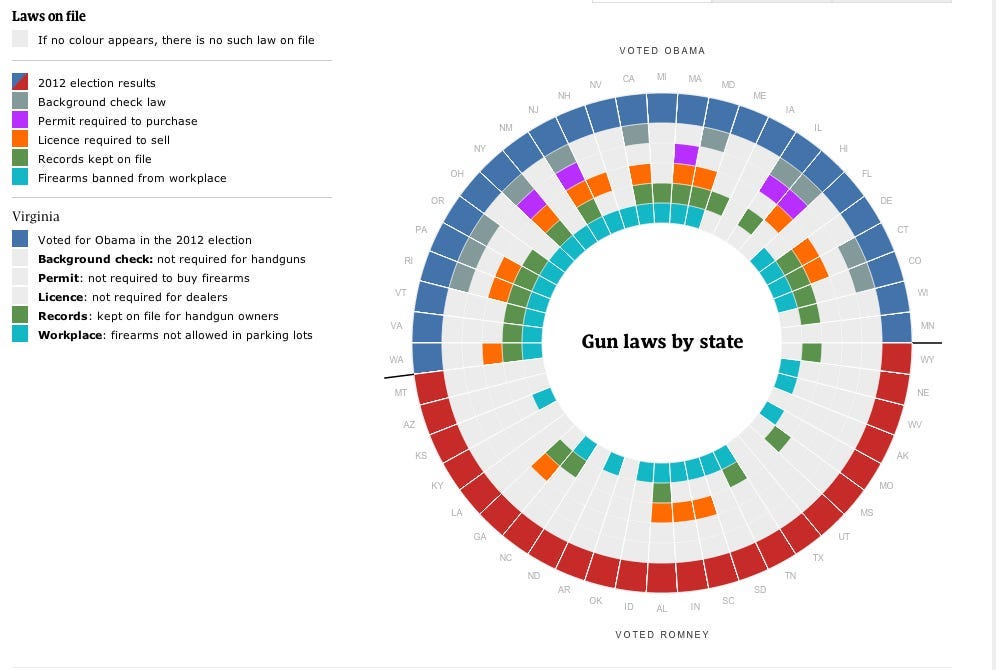 Laws on file
If no colour appears, there is no such law on file
2012 election results
Background check law
Permit required to purchase
Licence required to sell
Records kept on file
Firearms banned from workplace
Virginia
Voted for Obama in the 2012 election
Background check: not required for handguns
Permit: not required to buy firearms
Licence: not required for dealers
Records: kept on file for handgun owners
Workplace: firearms not allowed in parking lots
VOTED OBAMA
MI
MA
MD
ME
IA
IL
HI
FL
DE
CT
CO
WI
MN
WY
NE
WV
AK
MO
MS
UT
TX
TN
SD
SC
IN
AL
ID
OK
AR
ND
NC
GA
LA
KY
KS
AZ
MT
WA
VA
VT
RI
PA
OR
OH
NY
NM
NJ
NH
NV
CA
Gun laws by state
VOTED ROMNEY